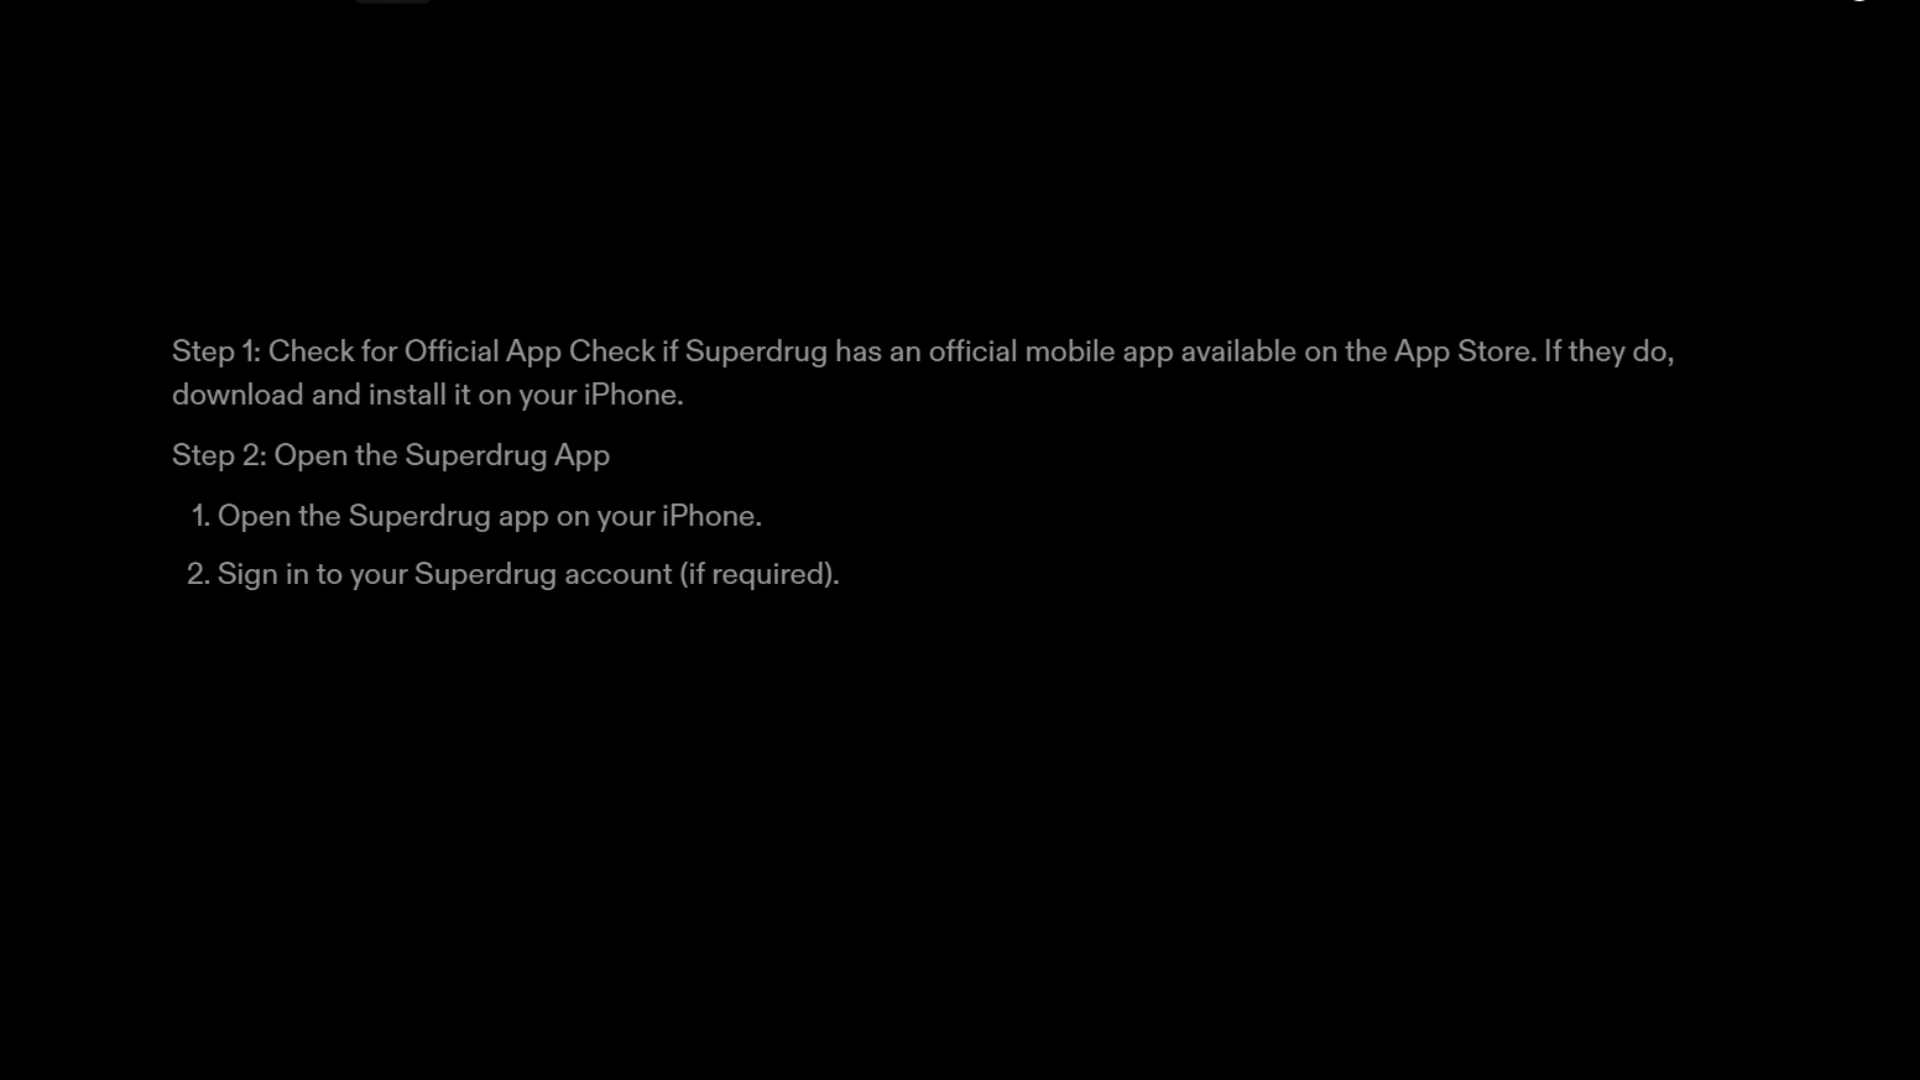 Step 1: Check for Official App Check if Superdrug has an official mobile app available on the App Store. If they do,
download and install it on your iPhone.
Step 2: Open the Superdrug App
1. Open the Superdrug app on your iPhone.
2. Sign in to your Superdrug account (if required).